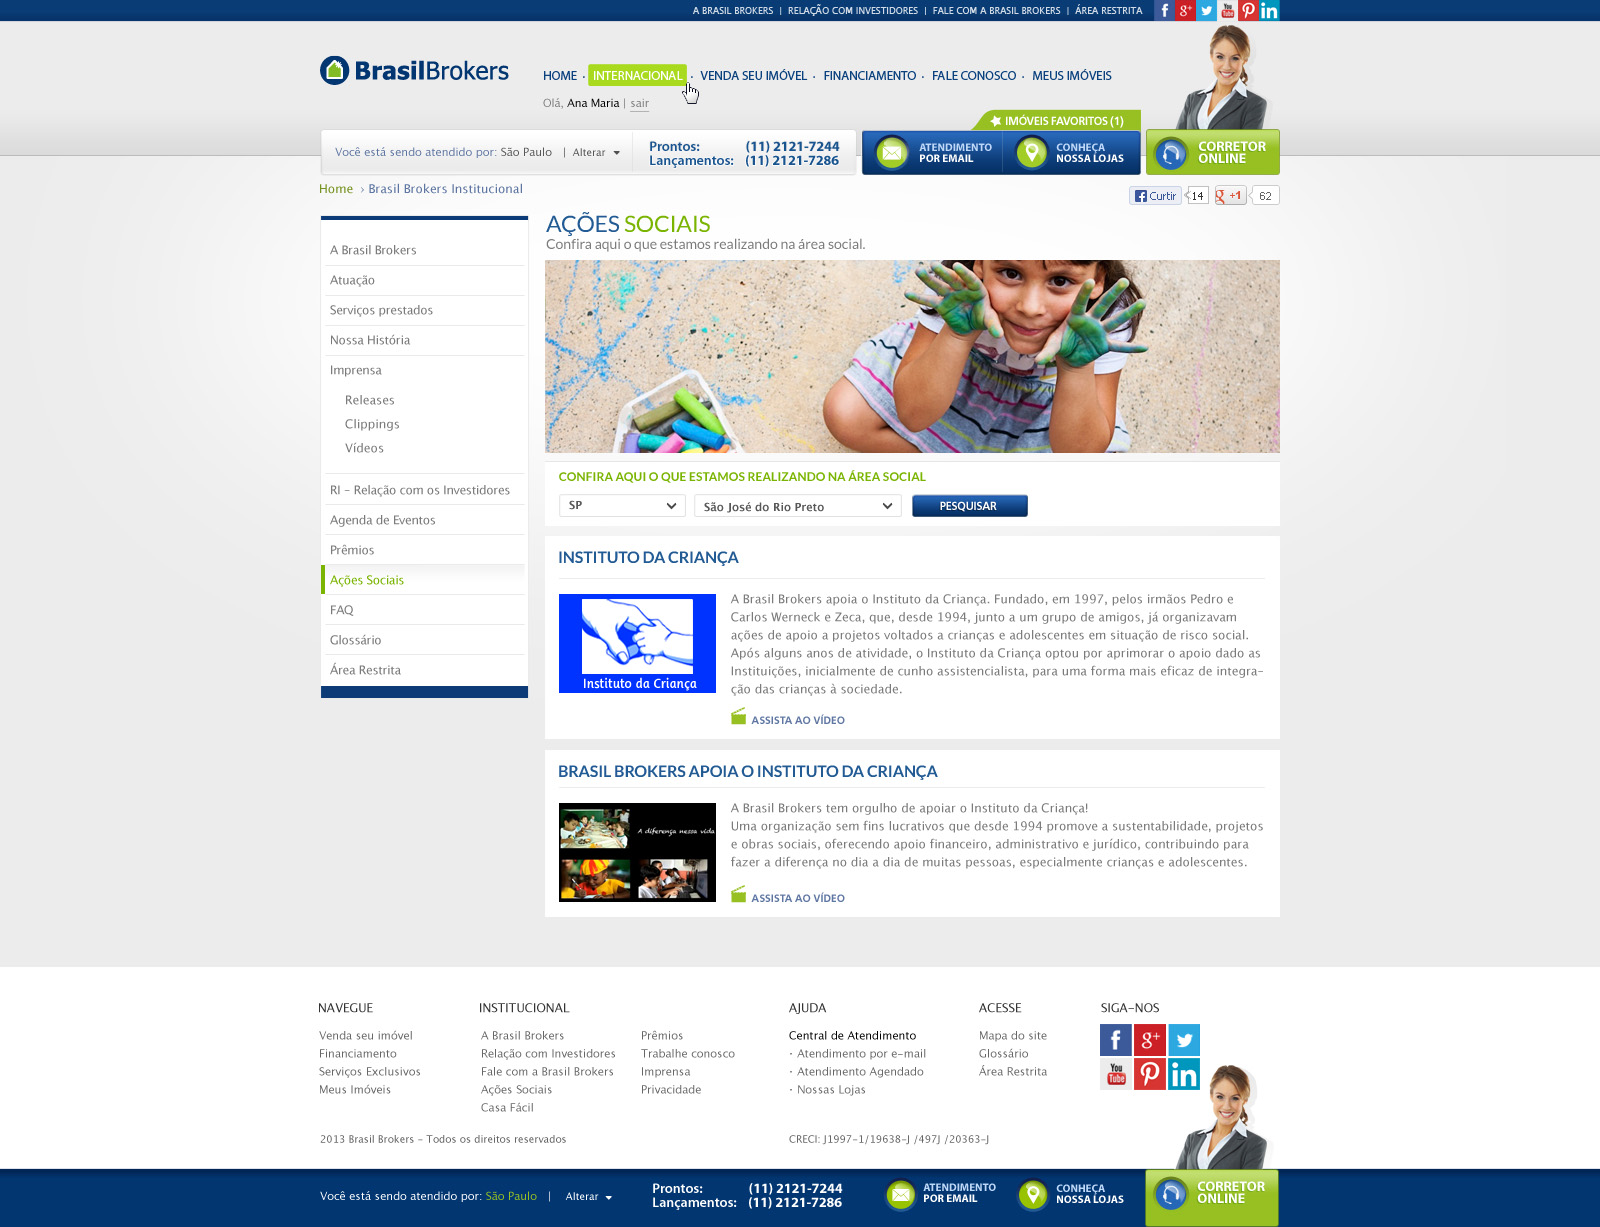 A BRASIL BROKERS | RELAÇÃO COM INVESTIDORES | FALE COM A BRASIL BROKERS | ÁREA RESTRITA
BrasilBrokers
HOME · INTERNACIONAL · VENDA SEU IMÓVEL · FINANCIAMENTO · FALE CONOSCO · MEUS IMÓVEIS
Olá, Ana Maria | sair
IMÓVEIS FAVORITOS (1)
Você está sendo atendido por: São Paulo | Alterar
Prontos: (11) 2121-7244
Lançamentos: (11) 2121-7286
ATENDIMENTO
POR EMAIL
CONHEÇA
NOSSA LOJAS
CORRETOR
ONLINE
Home › Brasil Brokers Institucional
Curtir 14 +1 62
A Brasil Brokers
Atuação
Serviços prestados
Nossa História
Imprensa
Releases
Clippings
Vídeos
RI – Relação com os Investidores
Agenda de Eventos
Prêmios
Ações Sociais
FAQ
Glossário
Área Restrita
AÇÕES SOCIAIS
Confira aqui o que estamos realizando na área social.
CONFIRA AQUI O QUE ESTAMOS REALIZANDO NA ÁREA SOCIAL
SP
São José do Rio Preto
PESQUISAR
INSTITUTO DA CRIANÇA
Instituto da Criança
A Brasil Brokers apoia o Instituto da Criança. Fundado, em 1997, pelos irmãos Pedro e
Carlos Werneck e Zeca, que, desde 1994, junto a um grupo de amigos, já organizavam
ações de apoio a projetos voltados a crianças e adolescentes em situação de risco social.
Após alguns anos de atividade, o Instituto da Criança optou por aprimorar o apoio dado as
Instituições, inicialmente de cunho assistencialista, para uma forma mais eficaz de integra-
ção das crianças à sociedade.
ASSISTA AO VÍDEO
BRASIL BROKERS APOIA O INSTITUTO DA CRIANÇA
A diferença nessa vida
A Brasil Brokers tem orgulho de apoiar o Instituto da Criança!
Uma organização sem fins lucrativos que desde 1994 promove a sustentabilidade, projetos
e obras sociais, oferecendo apoio financeiro, administrativo e jurídico, contribuindo para
fazer a diferença no dia a dia de muitas pessoas, especialmente crianças e adolescentes.
ASSISTA AO VÍDEO
NAVEGUE
Venda seu imóvel
Financiamento
Serviços Exclusivos
Meus Imóveis
INSTITUCIONAL
A Brasil Brokers
Relação com Investidores
Fale com a Brasil Brokers
Ações Sociais
Casa Fácil
Prêmios
Trabalhe conosco
Imprensa
Privacidade
AJUDA
Central de Atendimento
· Atendimento por e-mail
· Atendimento Agendado
· Nossas Lojas
ACESSE
Mapa do site
Glossário
Área Restrita
SIGA-NOS
You Tube
2013 Brasil Brokers – Todos os direitos reservados
CRECI: J1997-1/19638-J /497J /20363-J
Você está sendo atendido por: São Paulo | Alterar
Prontos: (11) 2121-7244
Lançamentos: (11) 2121-7286
ATENDIMENTO
POR EMAIL
CONHEÇA
NOSSA LOJAS
CORRETOR
ONLINE